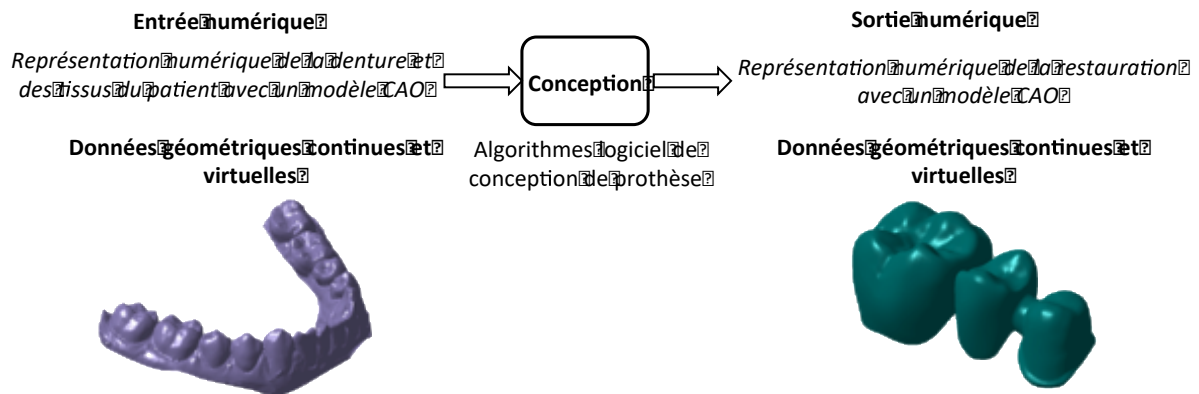 Entrée numérique
Représentation numérique de la denture et
des tissus du patient avec un modèle CAO
Données géométriques continues et
virtuelles
Conception
Algorithmes logiciel de
conception de prothèse
Sortie numérique
Représentation numérique de la restauration
avec un modèle CAO
Données géométriques continues et
virtuelles